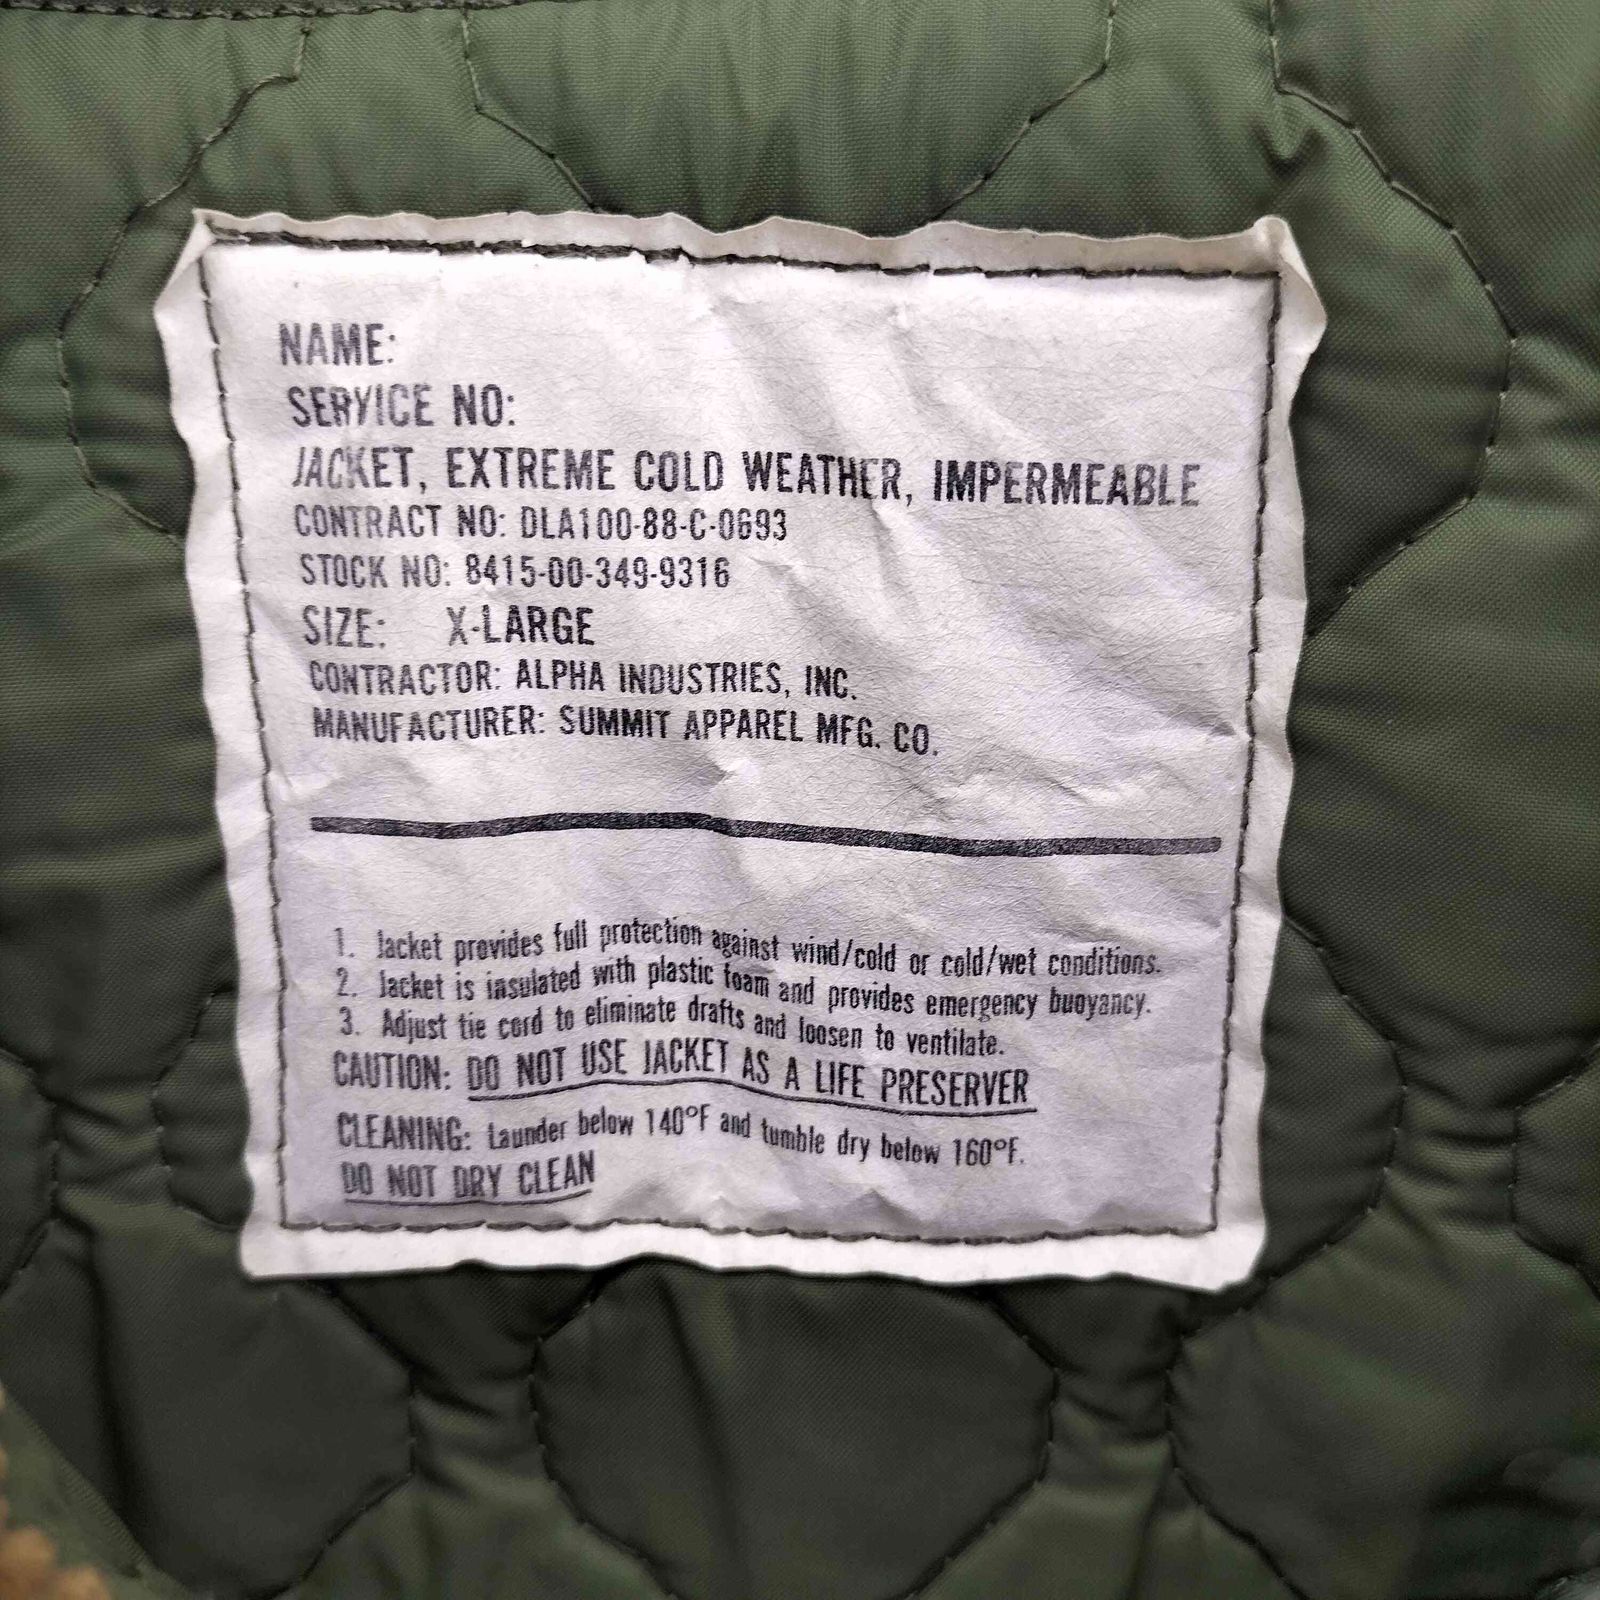 NAME:
SERVICE NO:
JACKET, EXTREME COLD WEATHER, IMPERMEABLE
CONTRACT NO: DLA100-88-C-0693
STOCK NO: 8415-00-349-9316
SIZE: X-LARGE
CONTRACTOR: ALPHA INDUSTRIES, INC.
MANUFACTURER: SUMMIT APPAREL MFG. CO.
1. Jacket provides full protection against wind/cold or cold/wet conditions.
2. Jacket is insulated with plastic foam and provides emergency buoyancy.
3. Adjust tie cord to eliminate drafts and loosen to ventilate.
CAUTION: DO NOT USE JACKET AS A LIFE PRESERVER
CLEANING: Launder below 140°F and tumble dry below 160°F.
DO NOT DRY CLEAN